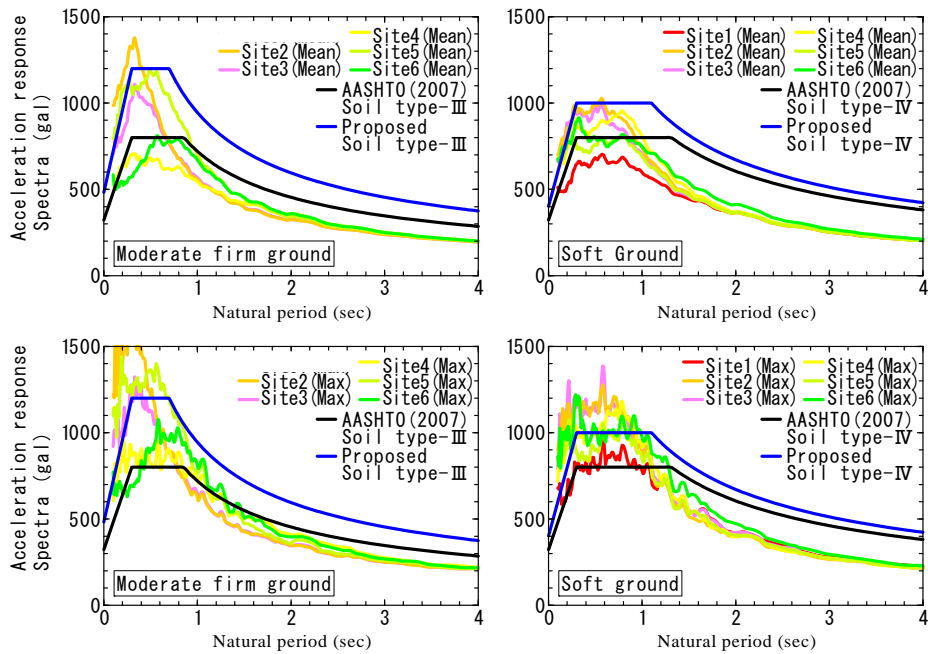 Acceleration response
Spectra (gal)
1500
1000
500
0
Site2(Mean)
Site3(Mean)
Site4(Mean)
Site5(Mean)
Site6(Mean)
AASHTO(2007)
Soil type-Ⅲ
Proposed
Soil type-Ⅲ
Moderate firm ground
0 1 2 3 4
Natural period (sec)
1500
1000
500
0
Site1(Mean)
Site2(Mean)
Site3(Mean)
Site4(Mean)
Site5(Mean)
Site6(Mean)
AASHTO(2007)
Soil type-Ⅳ
Proposed
Soil type-Ⅳ
Soft Ground
0 1 2 3 4
Natural period (sec)
Acceleration response
Spectra (gal)
1500
1000
500
0
Site2(Max)
Site3(Max)
Site4(Max)
Site5(Max)
Site6(Max)
AASHTO(2007)
Soil type-Ⅲ
Proposed
Soil type-Ⅲ
Moderate firm ground
0 1 2 3 4
Natural period (sec)
1500
1000
500
0
Site1(Max)
Site2(Max)
Site3(Max)
Site4(Max)
Site5(Max)
Site6(Max)
AASHTO(2007)
Soil type-Ⅳ
Proposed
Soil type-Ⅳ
Soft ground
0 1 2 3 4
Natural period (sec)